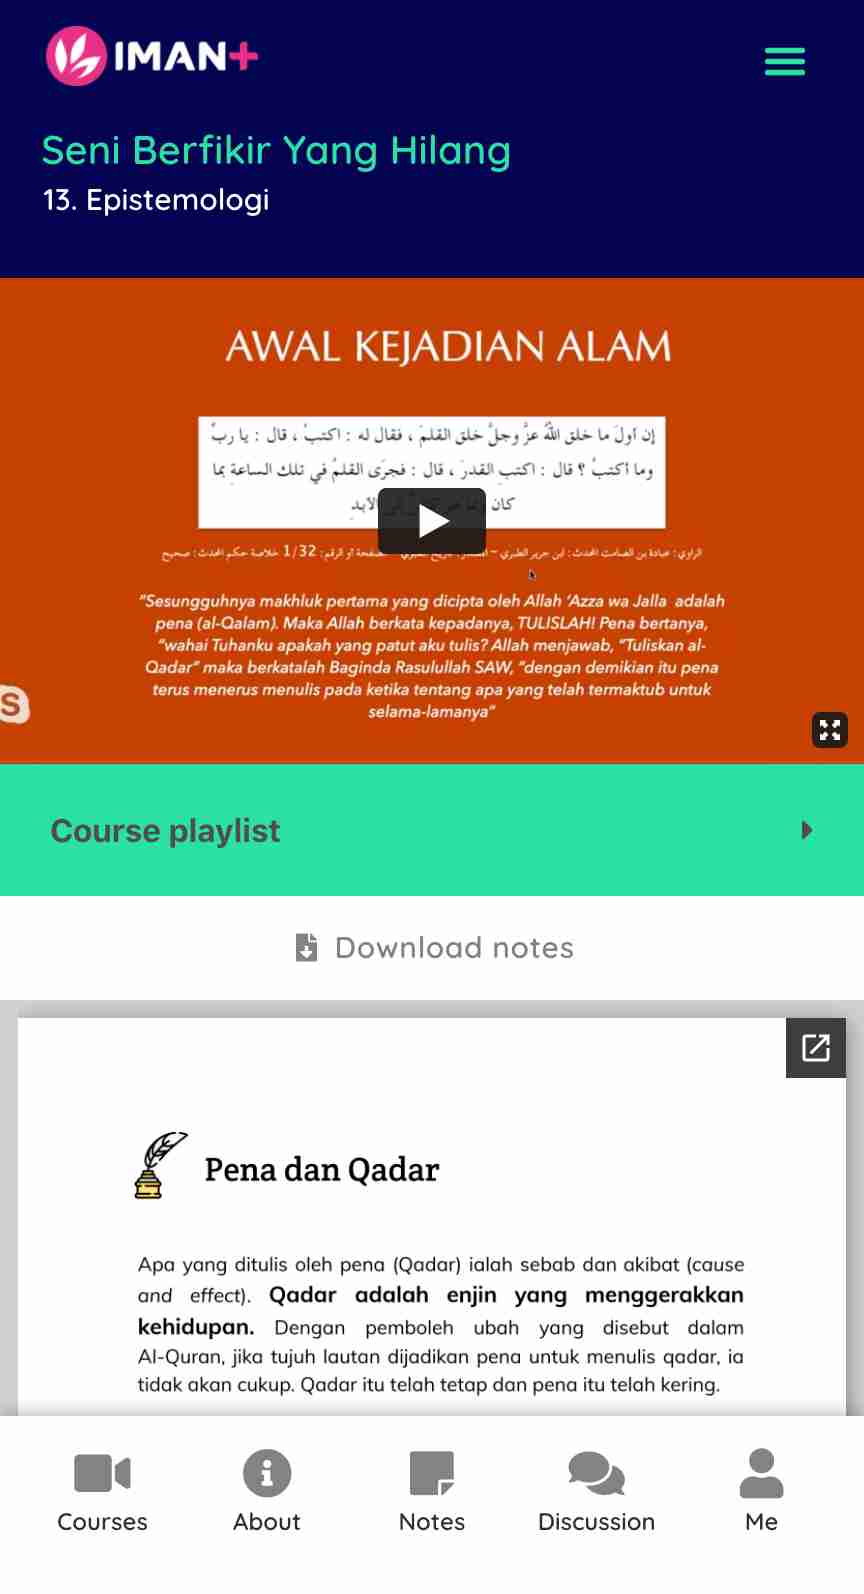 IMAN+
Seni Berfikir Yang Hilang
13. Epistemologi
AWAL KEJADIAN ALAM
إن أولَ ما خلق اللهُ عزَّ وجلَّ خلق القلمَ ، فقال له : اكتبْ ، قال : يا ربِّ
وما أكتبُ ؟ قال : اكتبِ القدرَ ، قال : فجرَى القلمُ في تلك الساعةِ بما
كان الأبدِ
الراوي : عبادة بن الصامت المحدث : ابن جرير الطبري - الصفحة أو الرقم : 1/32 خلاصة حكم المحدث : صحيح
"Sesungguhnya makhluk pertama yang dicipta oleh Allah 'Azza wa Jalla adalah
pena (al-Qalam). Maka Allah berkata kepadanya, TULISLAH! Pena bertanya,
"wahai Tuhanku apakah yang patut aku tulis? Allah menjawab, "Tuliskan al-
Qadar" maka berkatalah Baginda Rasulullah SAW, "dengan demikian itu pena
terus menerus menulis pada ketika tentang apa yang telah termaktub untuk
selama-lamanya"
S
Course playlist
Download notes
Pena dan Qadar
Apa yang ditulis oleh pena (Qadar) ialah sebab dan akibat (cause
and effect). Qadar adalah enjin yang menggerakkan
kehidupan. Dengan pemboleh ubah yang disebut dalam
Al-Quran, jika tujuh lautan dijadikan pena untuk menulis qadar, ia
tidak akan cukup. Qadar itu telah tetap dan pena itu telah kering.
Courses
About
Notes
Discussion
Me